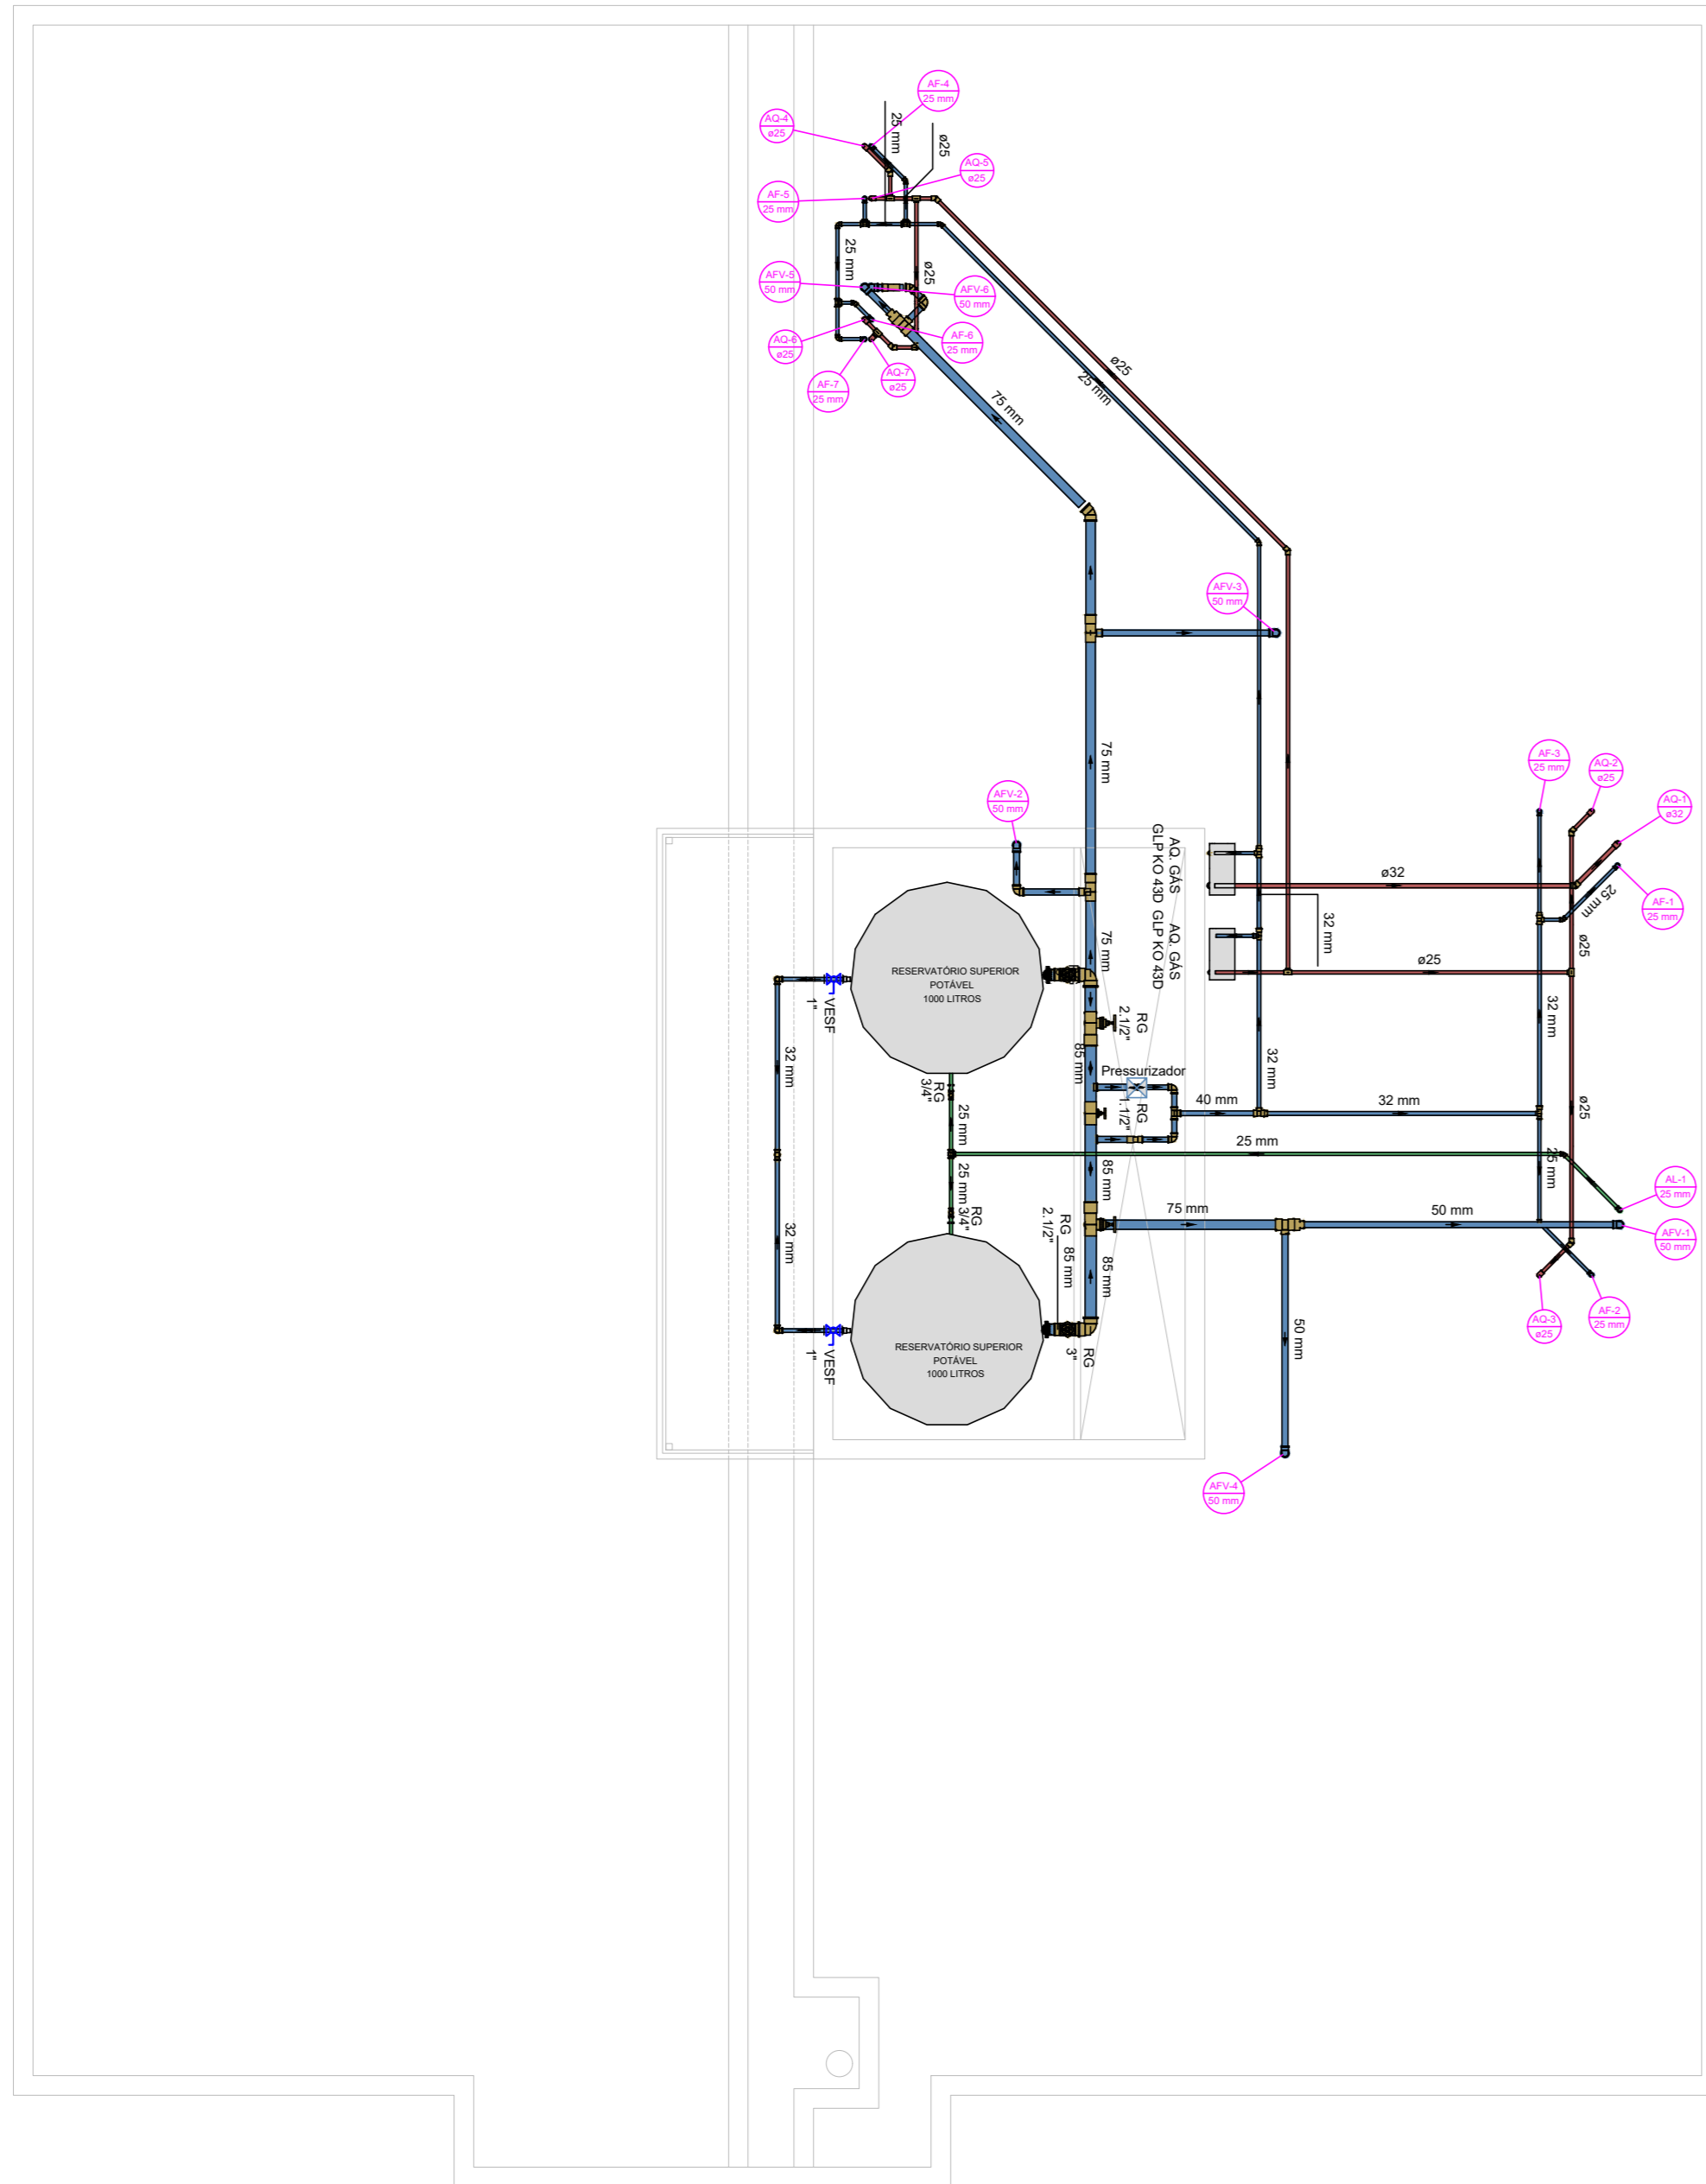 AF-4
25 mm
AQ-4
ø25
25 mm
ø25
AQ-5
ø25
AF-5
25 mm
25 mm
ø25
AFV-5
50 mm
AFV-6
50 mm
AQ-6
ø25
AF-6
25 mm
AF-7
25 mm
AQ-7
ø25
ø25
25 mm
75 mm
AFV-3
50 mm
75 mm
AF-3
25 mm
AQ-2
ø25
AQ-1
ø32
AFV-2
50 mm
AQ. GÁS
GLP KO 43D
AQ. GÁS
GLP KO 43D
ø32
25 mm
AF-1
25 mm
32 mm
75 mm
ø25
ø25
RESERVATÓRIO SUPERIOR
POTÁVEL
1000 LITROS
VESF
1"
RG
2.1/2"
32 mm
32 mm
85 mm
32 mm
Pressurizador
RG
3/4"
25 mm
RG
1.1/2"
40 mm
32 mm
ø25
25 mm
25 mm
25 mm
85 mm
AL-1
25 mm
RG
3/4"
RG
2.1/2"
75 mm
50 mm
AFV-1
50 mm
32 mm
85 mm
85 mm
AQ-3
ø25
AF-2
25 mm
50 mm
RESERVATÓRIO SUPERIOR
POTÁVEL
1000 LITROS
VESF
1"
RG
3"
AFV-4
50 mm